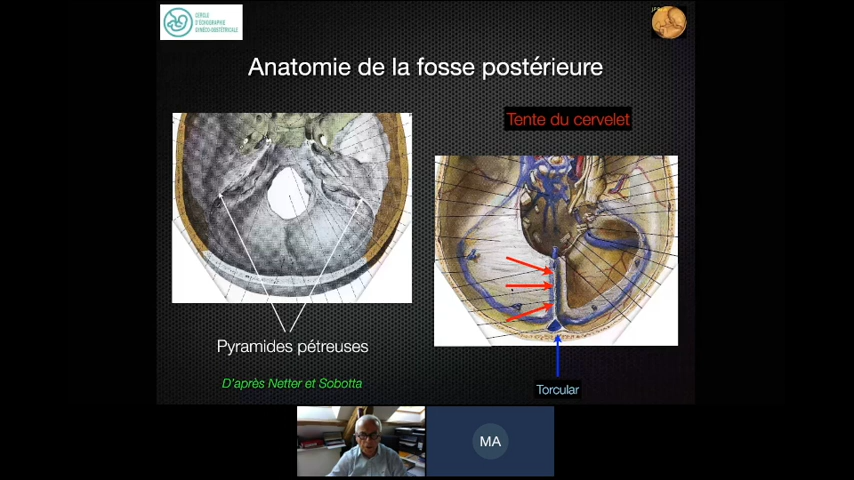 CERCLE
D'ÉCHOGRAPHIE
GYNÉCO-OBSTÉTRICALE
Anatomie de la fosse postérieure
Tente du cervelet
Pyramides pétreuses
D'après Netter et Sobotta
Torcular
MA